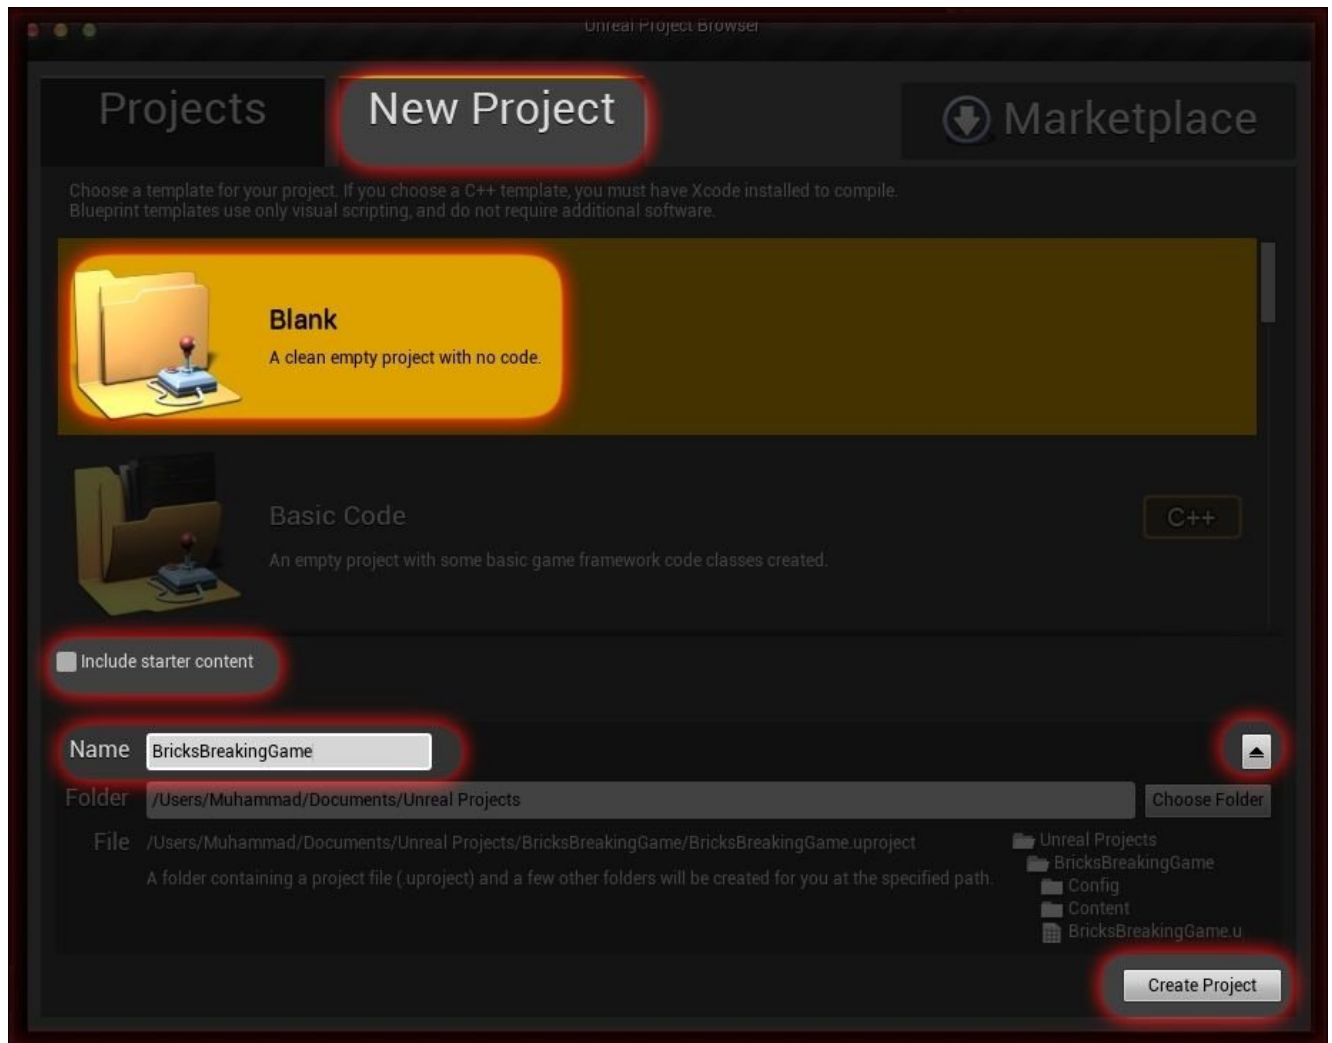 Unreal Project Browser
Projects
New Project
Marketplace
Choose a template for your project. If you choose a C++ template, you must have Xcode installed to compile.
Blueprint templates use only visual scripting, and do not require additional software.
Blank
A clean empty project with no code.
Basic Code
C++
An empty project with some basic game framework code classes created.
Include starter content
Name BricksBreakingGame
Folder /Users/Muhammad/Documents/Unreal Projects Choose Folder
File /Users/Muhammad/Documents/Unreal Projects/BricksBreakingGame/BricksBreakingGame.uproject
A folder containing a project file (.uproject) and a few other folders will be created for you at the specified path.
Unreal Projects
BricksBreakingGame
Config
Content
BricksBreakingGame.u
Create Project